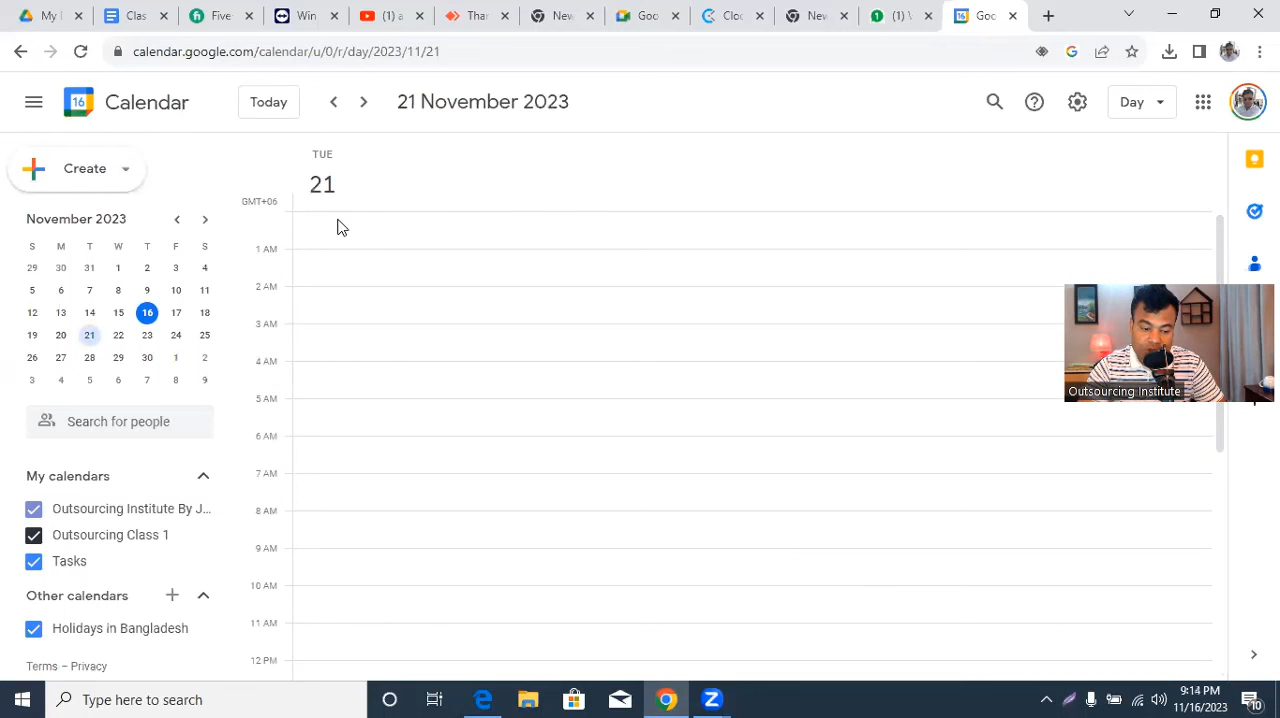 My I
Clas
Five
Win
(1) a
Thar
New
Goo
Cloc
New
(1) \
Goo
calendar.google.com/calendar/u/0/r/day/2023/11/21
Calendar
Today
21 November 2023
Day
Create
TUE
21
GMT+06
November 2023
S M T W T F S
29 30 31 1 2 3 4
5 6 7 8 9 10 11
12 13 14 15 16 17 18
19 20 21 22 23 24 25
26 27 28 29 30 1 2
3 4 5 6 7 8 9
1 AM
2 AM
3 AM
4 AM
5 AM
6 AM
7 AM
8 AM
9 AM
10 AM
11 AM
12 PM
Search for people
My calendars
Outsourcing Institute By J...
Outsourcing Class 1
Tasks
Other calendars
Holidays in Bangladesh
Terms – Privacy
Outsourcing Institute
Type here to search
9:14 PM
11/16/2023
10